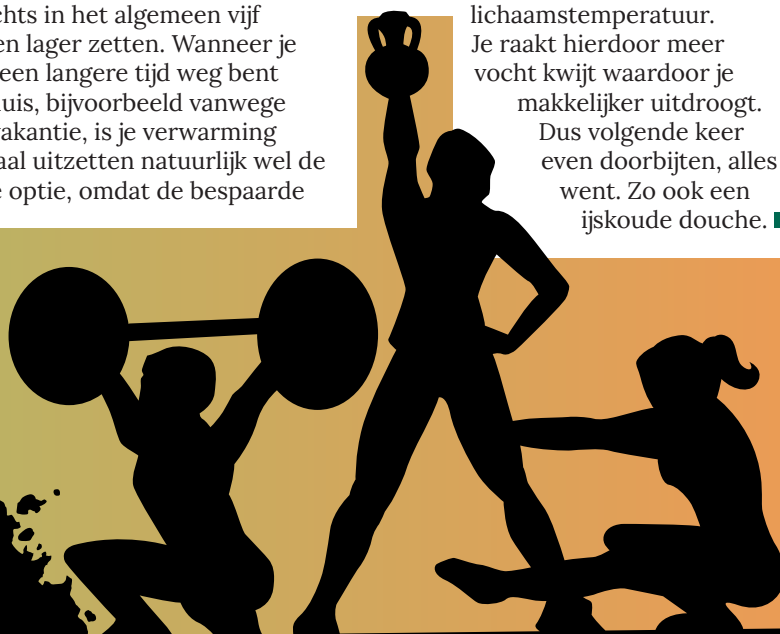 chts in het algemeen vijf
en lager zetten. Wanneer je
een langere tijd weg bent
uis, bijvoorbeeld vanwege
akantie, is je verwarming
aal uitzetten natuurlijk wel de
e optie, omdat de bespaarde
lichaamstemperatuur.
Je raakt hierdoor meer
vocht kwijt waardoor je
makkelijker uitdroogt.
Dus volgende keer
even doorbijten, alles
went. Zo ook een
ijskoude douche.